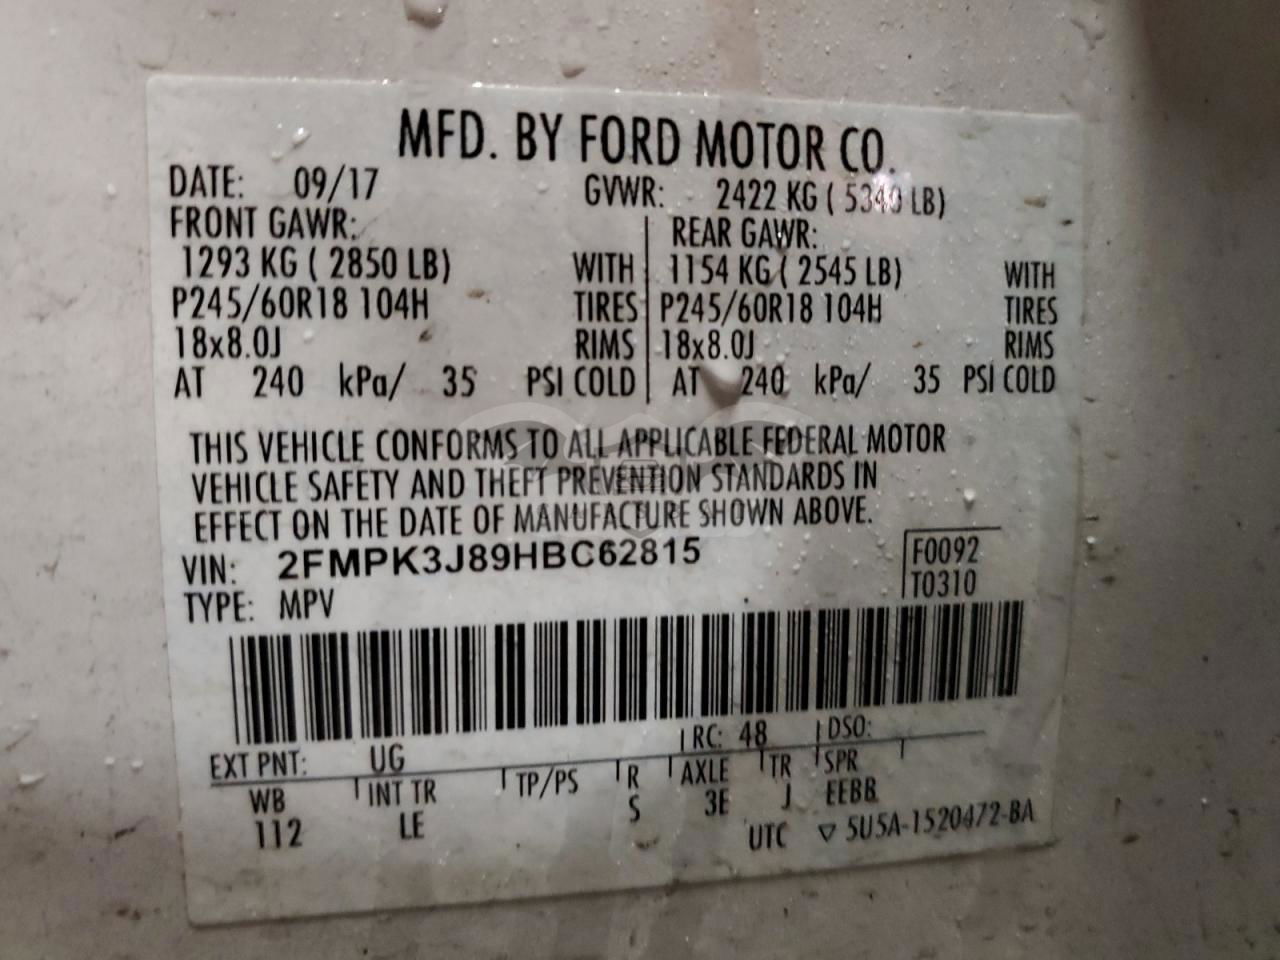 MFD. BY FORD MOTOR CO.
DATE: 09/17 GVWR: 2422 KG ( 5340 LB)
FRONT GAWR: REAR GAWR:
1293 KG ( 2850 LB) WITH 1154 KG ( 2545 LB) WITH
P245/60R18 104H TIRES P245/60R18 104H TIRES
18x8.0J RIMS 18x8.0J RIMS
AT 240 kPa/ 35 PSI COLD AT 240 kPa/ 35 PSI COLD
THIS VEHICLE CONFORMS TO ALL APPLICABLE FEDERAL MOTOR
VEHICLE SAFETY AND THEFT PREVENTION STANDARDS IN
EFFECT ON THE DATE OF MANUFACTURE SHOWN ABOVE.
VIN: 2FMPK3J89HBC62815 F0092
TYPE: MPV T0310
EXT PNT: UG RC: 48 DSO:
WB INT TR TP/PS R AXLE TR SPR
112 LE S 3E J EEBB
UTC ▽ 5U5A-1520472-BA